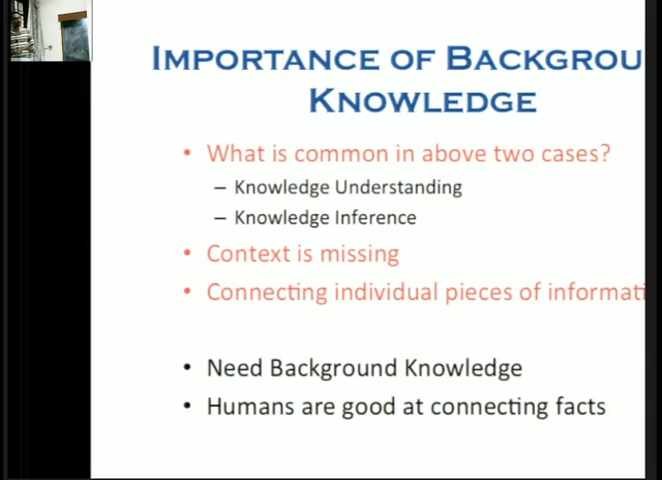 IMPORTANCE OF BACKGROU
KNOWLEDGE
• What is common in above two cases?
– Knowledge Understanding
– Knowledge Inference
• Context is missing
• Connecting individual pieces of informati
• Need Background Knowledge
• Humans are good at connecting facts